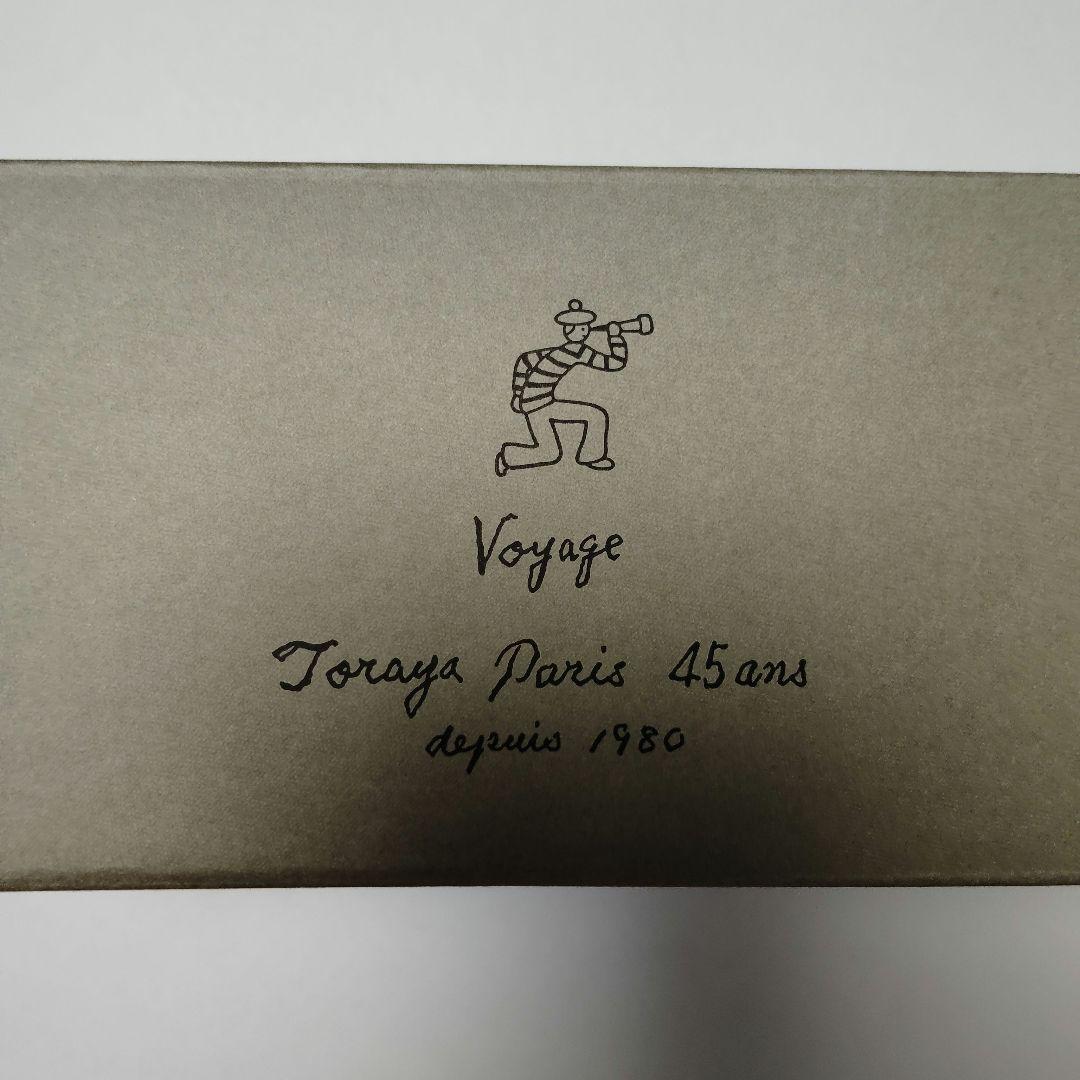 Voyage
Toraya Paris 45ans
depuis 1980